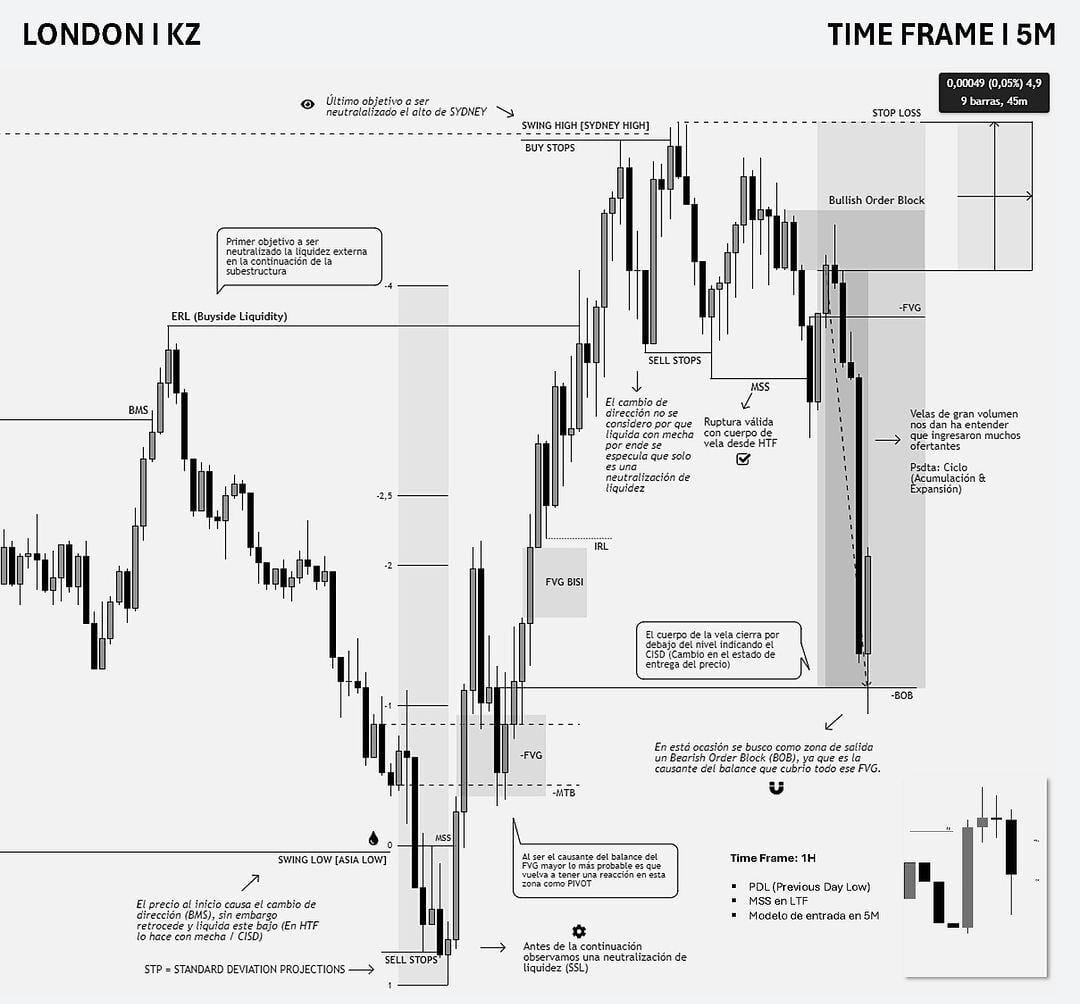 LONDON | KZ
TIME FRAME | 5M
0,00049 (0,05%) 4,9
9 barras, 45m
Último objetivo a ser
neutralalizado el alto de SYDNEY
STOP LOSS
SWING HIGH [SYDNEY HIGH]
BUY STOPS
Bullish Order Block
Primer objetivo a ser
neutralizado la liquidez externa
en la continuación de la
subestructura
-4
ERL (Buyside Liquidity)
-FVG
SELL STOPS
MSS
BMS
El cambio de
dirección no se
considero por que
liquida con mecha
por ende se
especula que solo
es una
neutralización de
liquidez
Ruptura válida
con cuerpo de
vela desde HTF
Velas de gran volumen
nos dan ha entender
que ingresaron muchos
ofertantes
Psdta: Ciclo
(Acumulación &
Expansión)
-2,5
IRL
-2
FVG BISI
El cuerpo de la vela cierra por
debajo del nivel indicando el
CISD (Cambio en el estado de
entrega del precio)
-BOB
-1
-FVG
-MTB
En está ocasión se busco como zona de salida
un Bearish Order Block (BOB), ya que es la
causante del balance que cubrio todo ese FVG.
MSS
0
SWING LOW [ASIA LOW]
Al ser el causante del balance del
FVG mayor lo más probable es que
vuelva a tener una reacción en esta
zona como PIVOT
Time Frame: 1H
PDL (Previous Day Low)
MSS en LTF
Modelo de entrada en 5M
El precio al inicio causa el cambio de
dirección (BMS), sin embargo
retrocede y liquida este bajo (En HTF
lo hace con mecha / CISD)
Antes de la continuación
observamos una neutralización de
liquidez (SSL)
SELL STOPS
STP = STANDARD DEVIATION PROJECTIONS
1